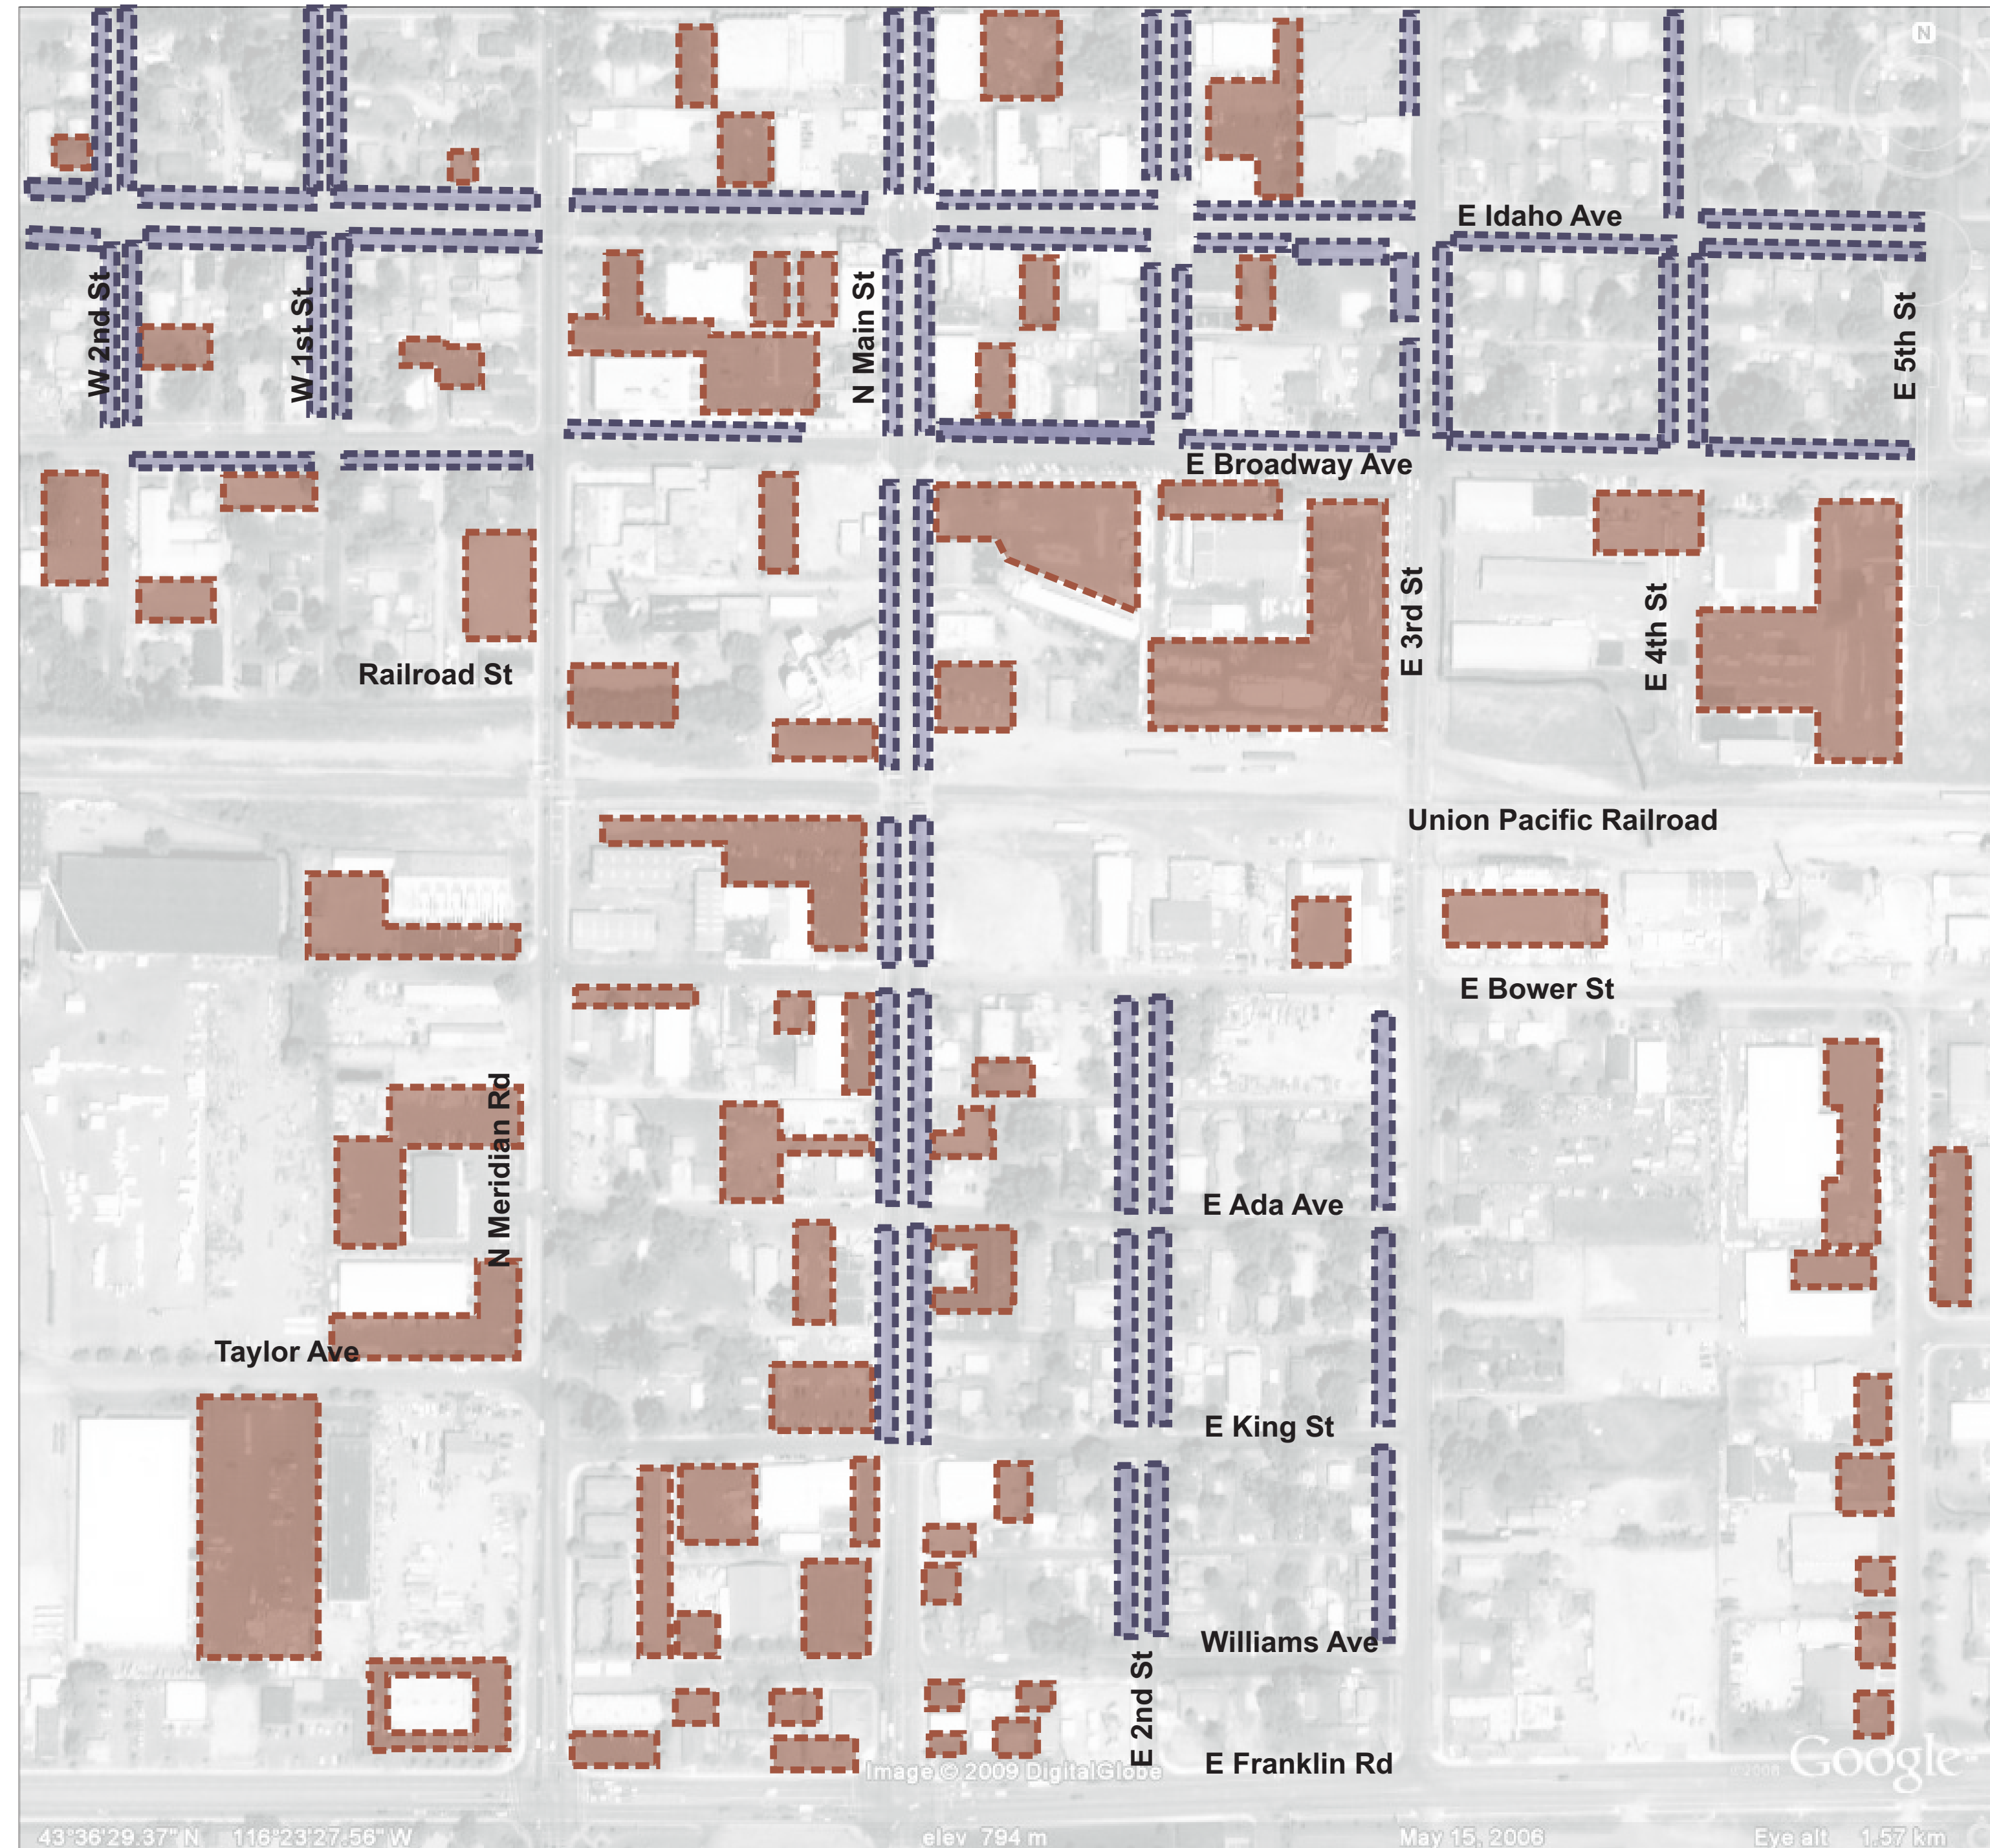 N
E Idaho Ave
W 2nd St
W 1st St
N Main St
E 5th St
E Broadway Ave
E 3rd St
E 4th St
Railroad St
Union Pacific Railroad
E Bower St
N Meridian Rd
E Ada Ave
Taylor Ave
E King St
Williams Ave
E 2nd St
E Franklin Rd
Google
©2008
Image © 2009 DigitalGlobe
43°36'29.37" N 116°23'27.56" W elev 794 m May 15, 2006 Eye alt 1.57 km